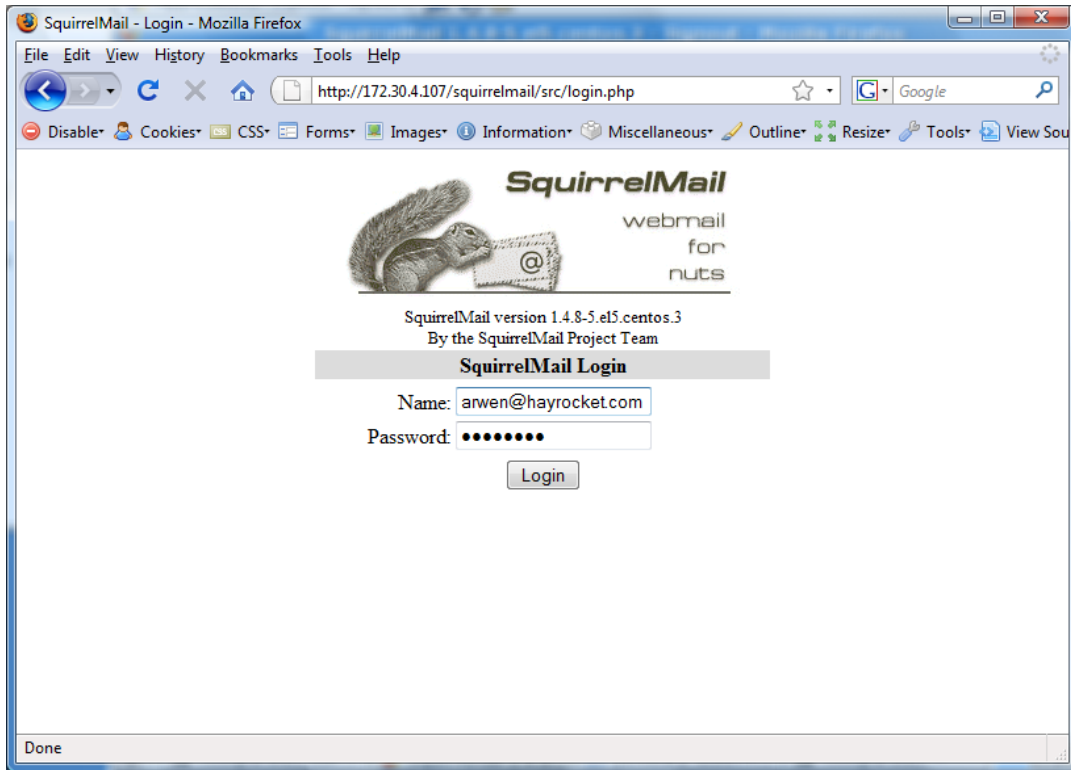 SquirrelMail - Login - Mozilla Firefox
File Edit View History Bookmarks Tools Help
http://172.30.4.107/squirrelmail/src/login.php
G Google
Disable Cookies CSS Forms Images Information Miscellaneous Outline Resize Tools View Sou
SquirrelMail
webmail
for
nuts
@
SquirrelMail version 1.4.8-5.el5.centos.3
By the SquirrelMail Project Team
SquirrelMail Login
Name: arwen@hayrocket.com
Password: ●●●●●●●●
Login
Done